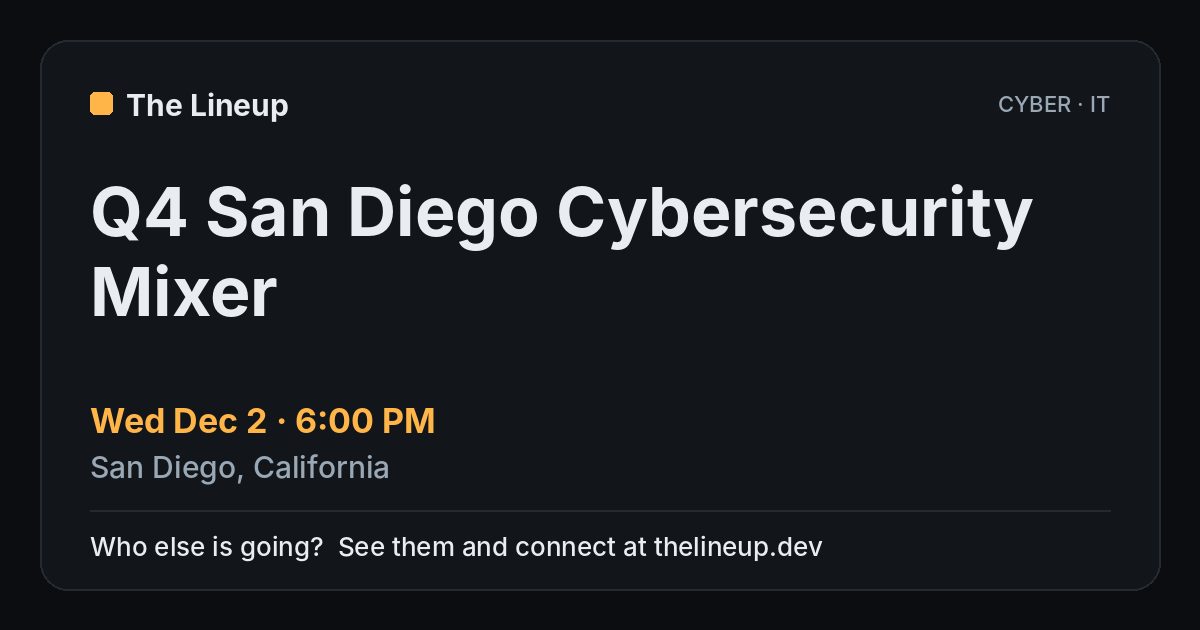 The Lineup
CYBER · IT
Q4 San Diego Cybersecurity
Mixer
Wed Dec 2 · 6:00 PM
San Diego, California
Who else is going? See them and connect at thelineup.dev